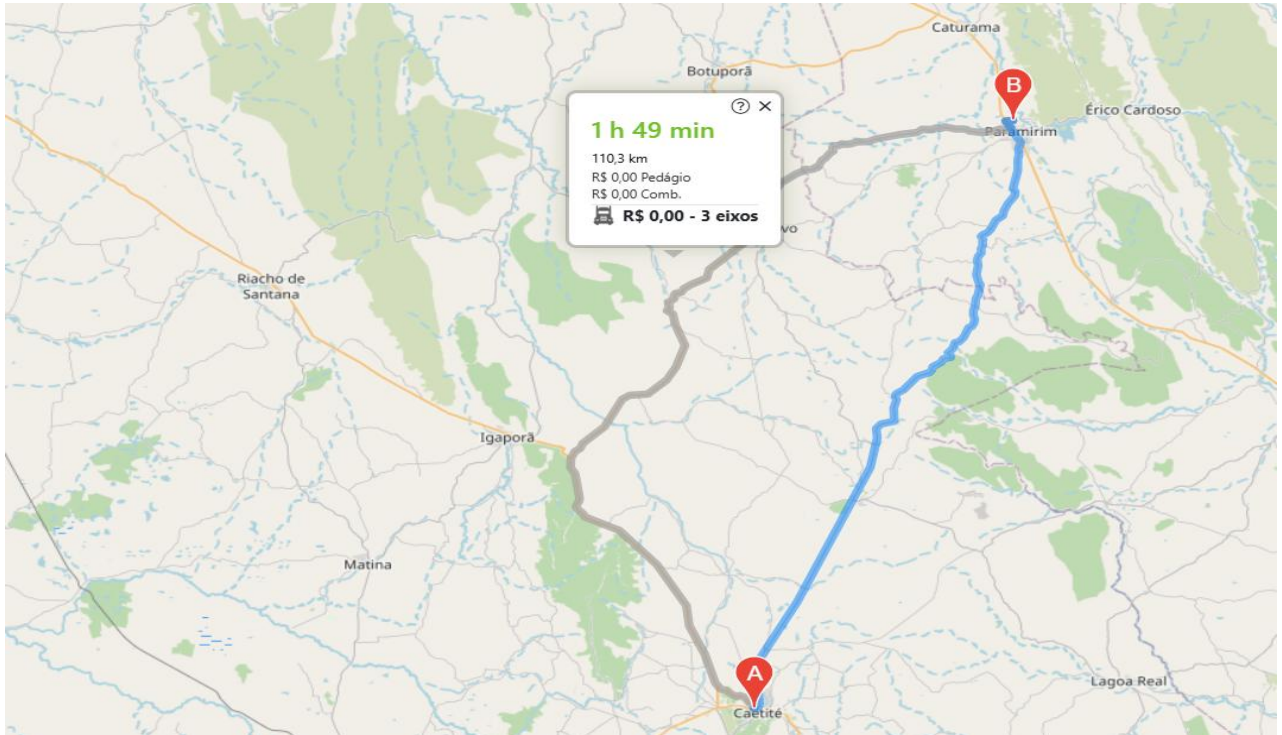 Caturama
Botuporã
B
Érico Cardoso
Paramirim
?
1 h 49 min
110,3 km
R$ 0,00 Pedágio
R$ 0,00 Comb.
R$ 0,00 - 3 eixos
vo
Riacho de
Santana
Igaporã
Matina
A
Caetité
Lagoa Real